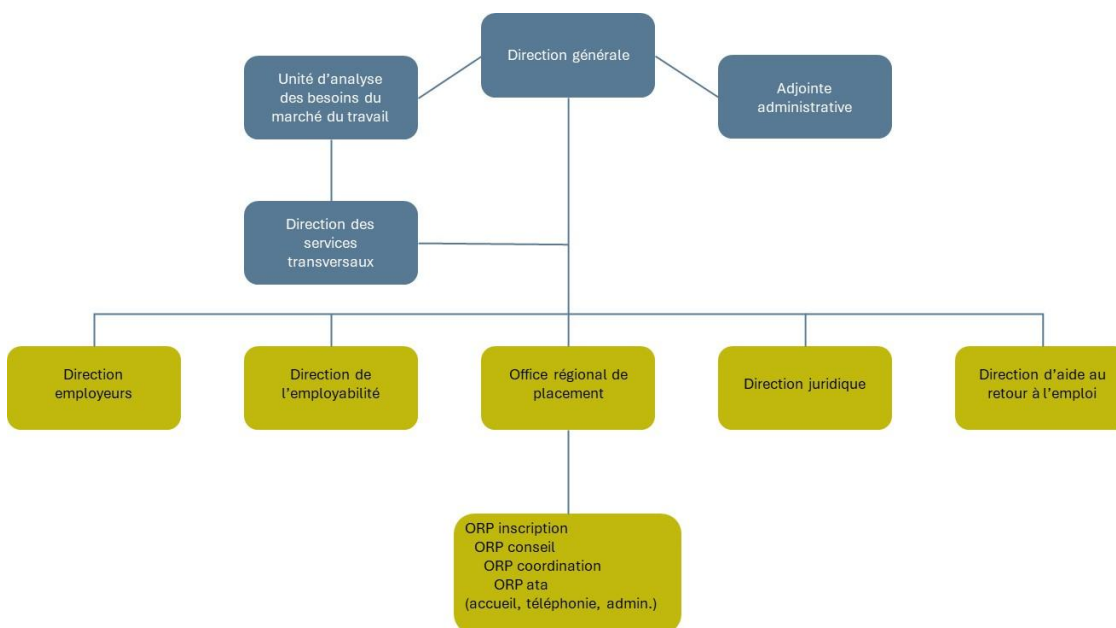 Direction générale
Unité d’analyse
des besoins du
marché du travail
Adjointe
administrative
Direction des
services
transversaux
Direction
employeurs
Direction de
l’employabilité
Office régional de
placement
Direction juridique
Direction d’aide au
retour à l’emploi
ORP inscription
ORP conseil
ORP coordination
ORP ata
(accueil, téléphonie, admin.)